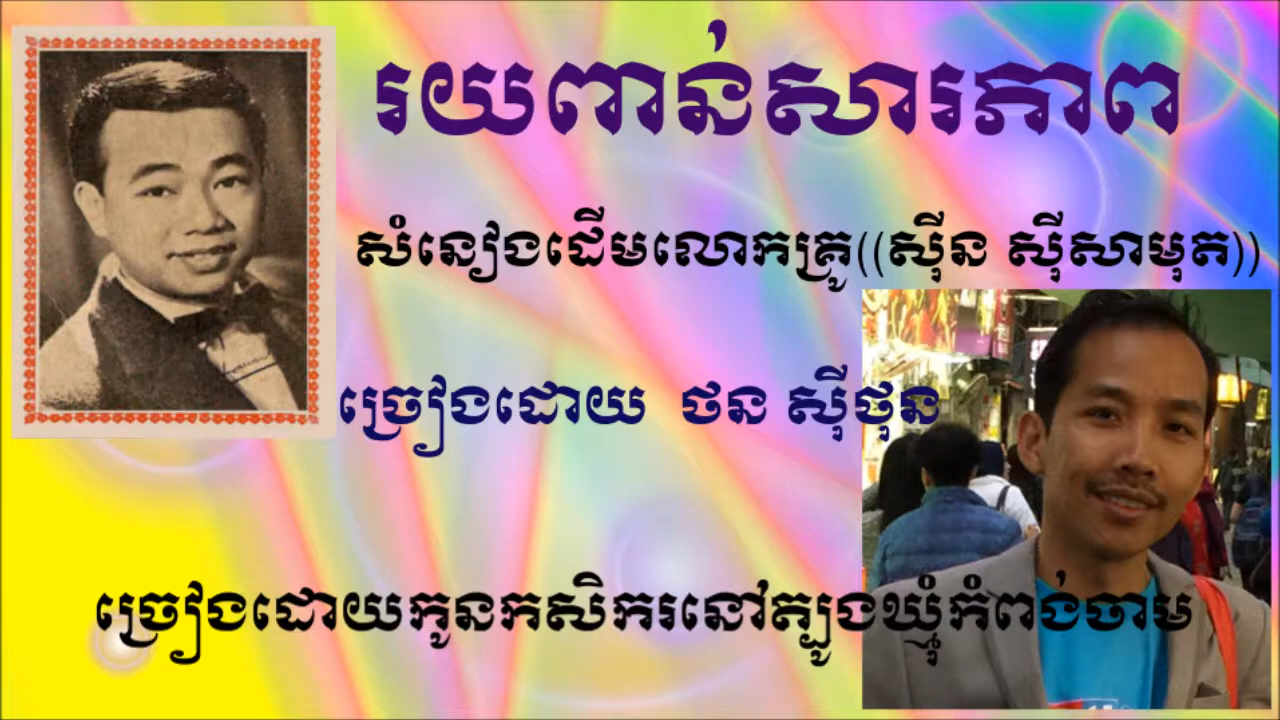 រយពាន់សារភាព
សំនៀងដើមលោកគ្រូ((ស៊ីន ស៊ីសាមុត))
ច្រៀងដោយ ថន ស៊ីផុន
ច្រៀងដោយកូនកសិករនៅត្បូងឃ្មុំកំពង់ចាម